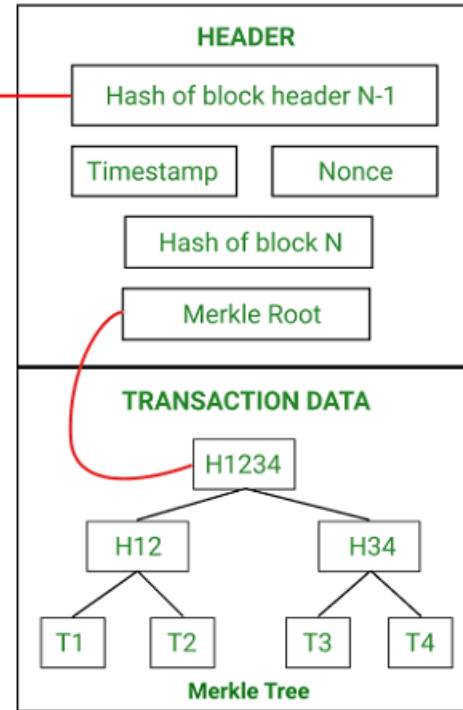 HEADER
Hash of block header N-1
Timestamp Nonce
Hash of block N
Merkle Root
TRANSACTION DATA
H1234
H12 H34
T1 T2 T3 T4
Merkle Tree